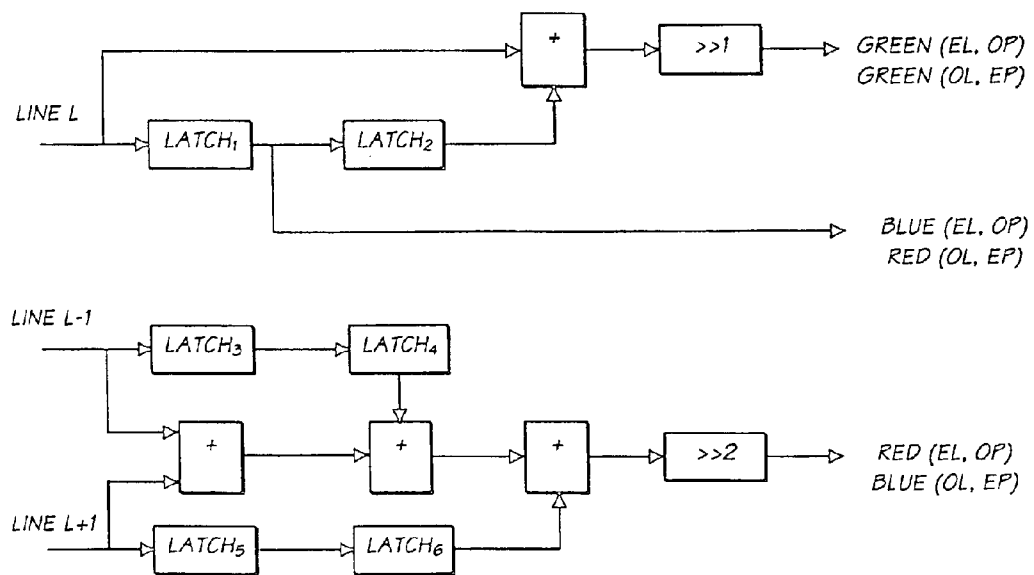 +
>>1
GREEN (EL, OP)
GREEN (OL, EP)
LINE L
LATCH₁
LATCH₂
BLUE (EL, OP)
RED (OL, EP)
LINE L-1
LATCH₃
LATCH₄
+
+
+
>>2
RED (EL, OP)
BLUE (OL, EP)
LINE L+1
LATCH₅
LATCH₆